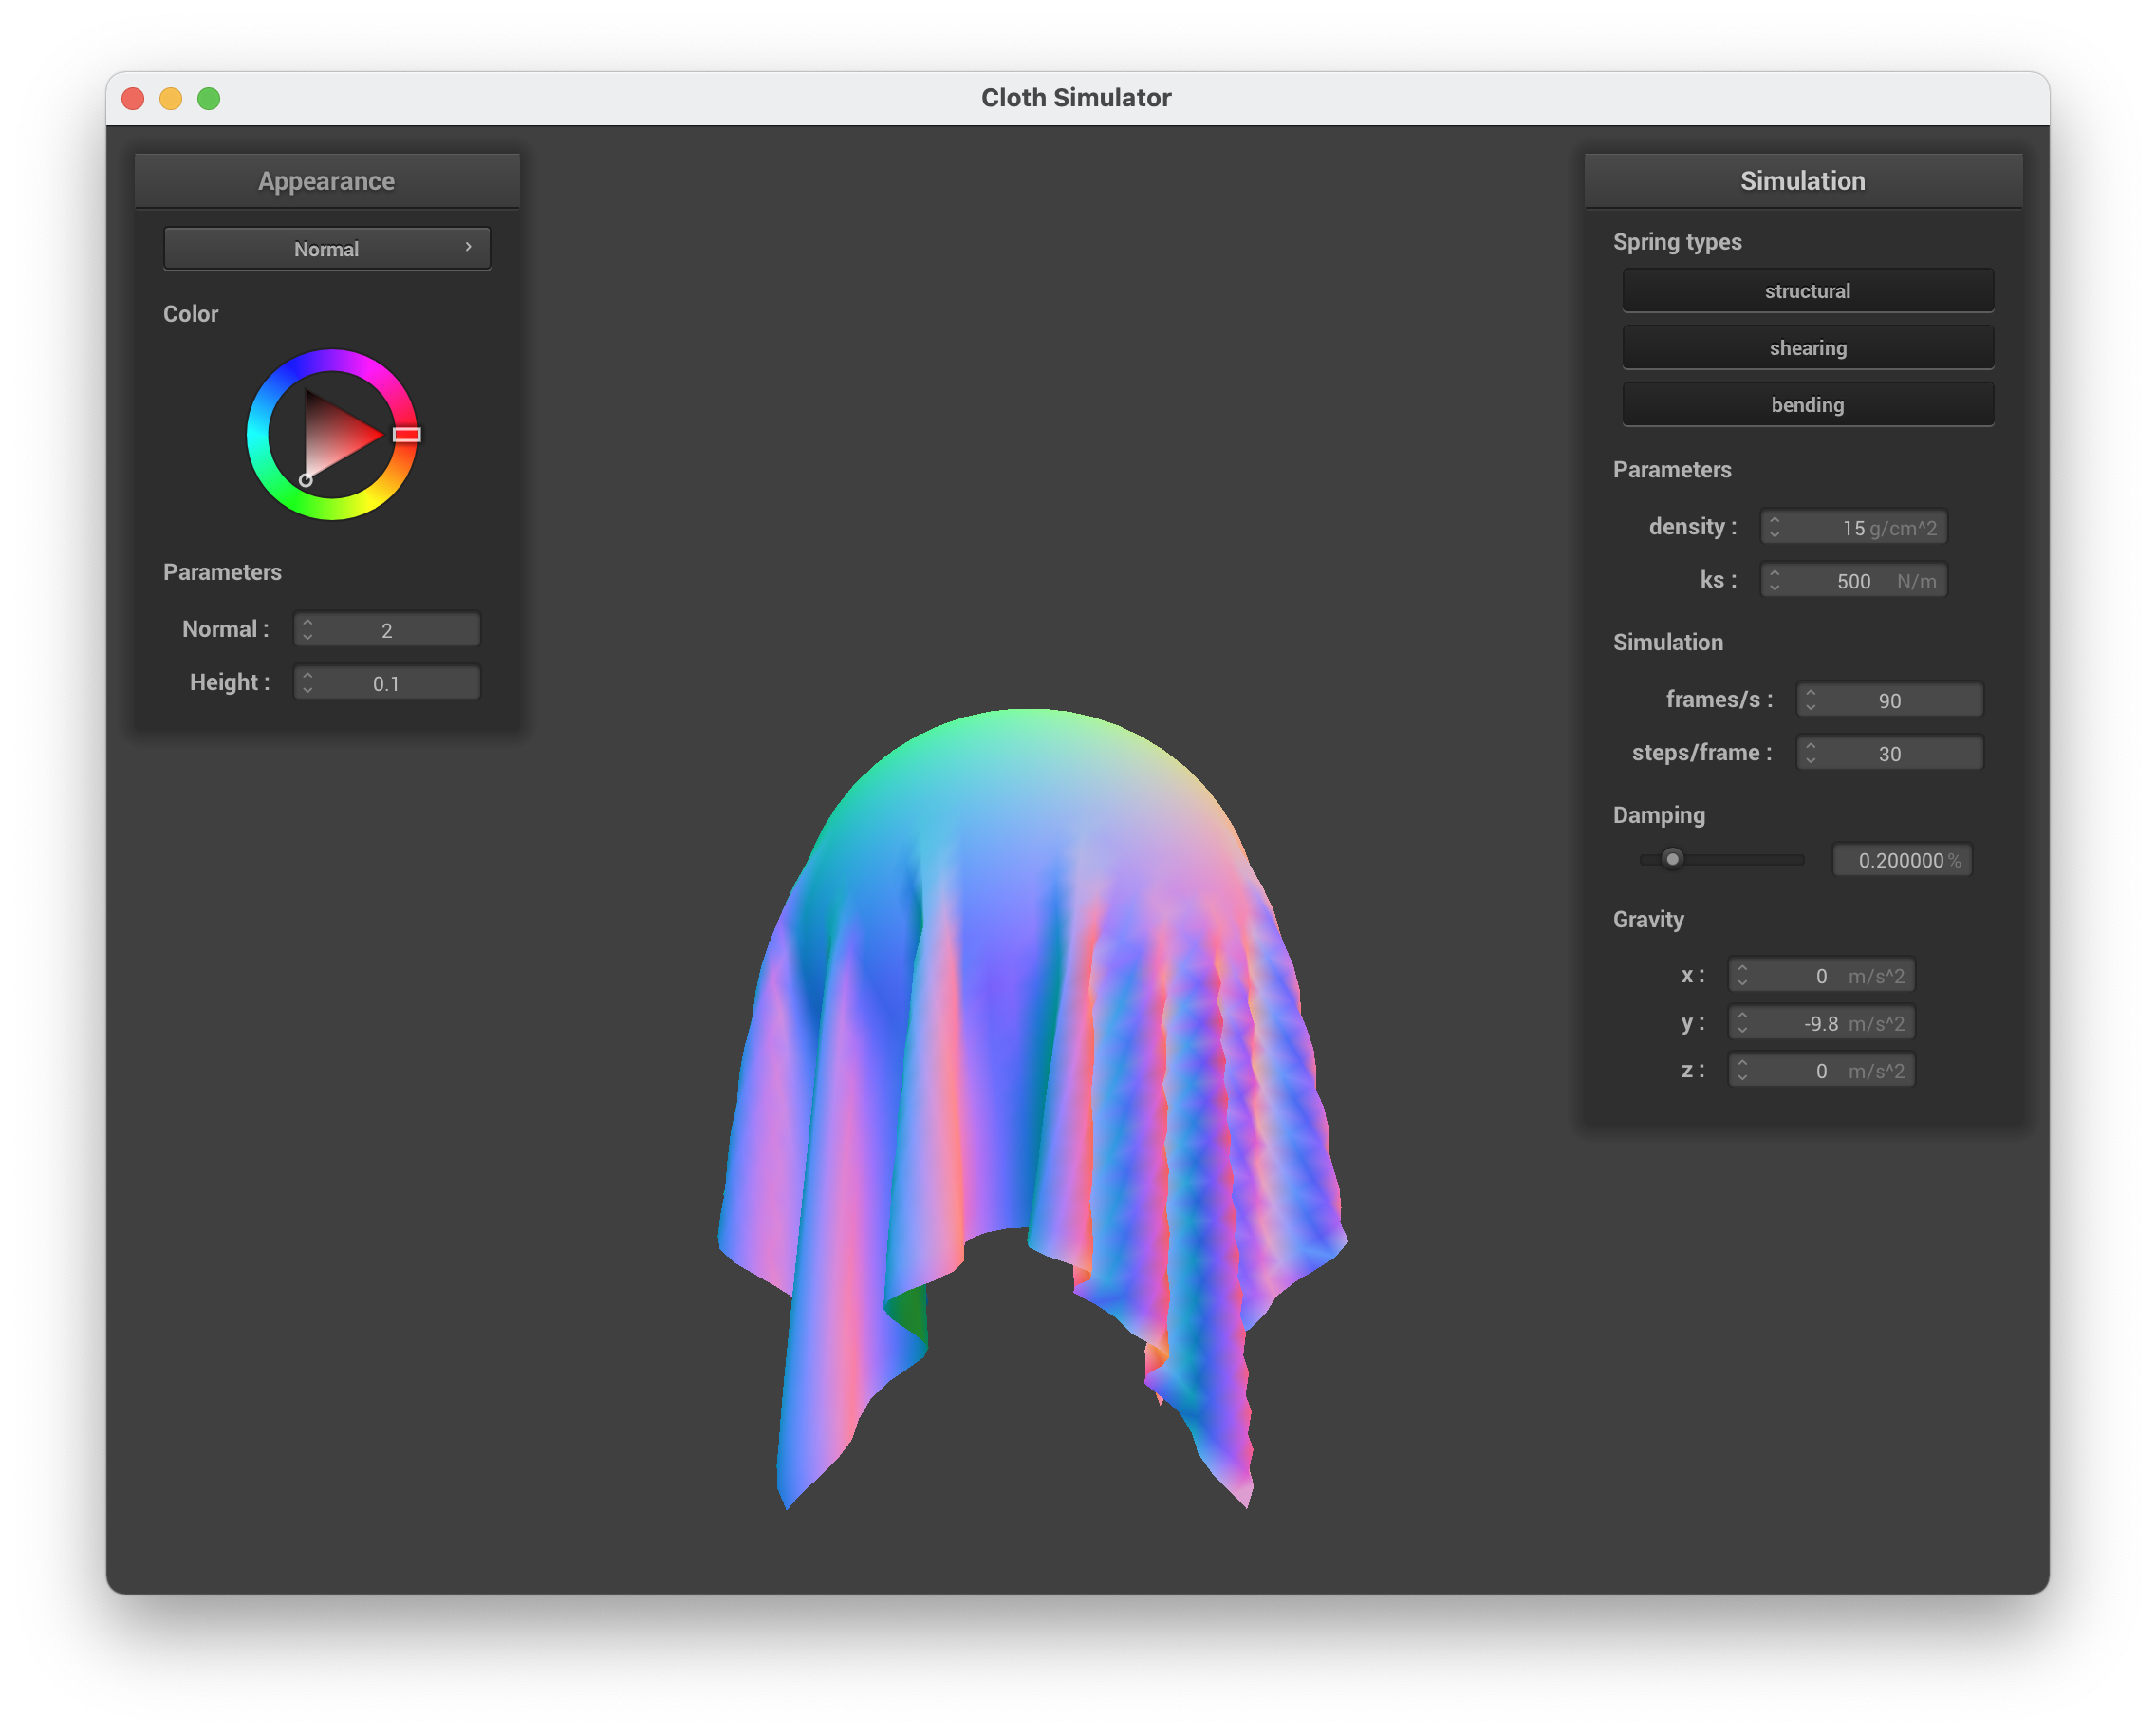 Cloth Simulator
Appearance
Normal
Color
Parameters
Normal : 2
Height : 0.1
Simulation
Spring types
structural
shearing
bending
Parameters
density : 15 g/cm^2
ks : 500 N/m
Simulation
frames/s : 90
steps/frame : 30
Damping
0.200000 %
Gravity
x : 0 m/s^2
y : -9.8 m/s^2
z : 0 m/s^2